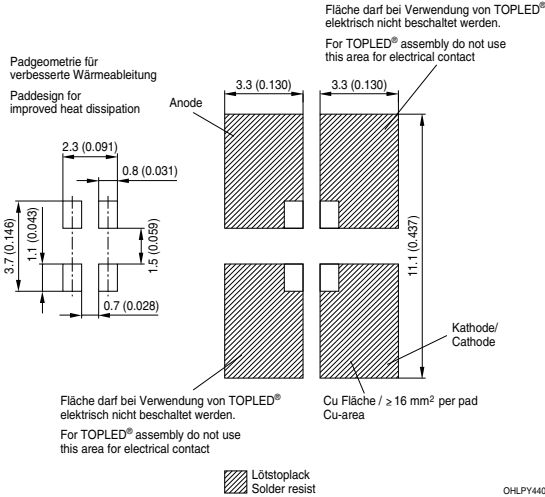 Fläche darf bei Verwendung von TOPLED®
elektrisch nicht beschaltet werden.
For TOPLED® assembly do not use
this area for electrical contact
Padgeometrie für
verbesserte Wärmeableitung
Paddesign for
improved heat dissipation
Anode
3.3 (0.130)
3.3 (0.130)
2.3 (0.091)
0.8 (0.031)
3.7 (0.146)
1.1 (0.043)
1.5 (0.059)
11.1 (0.437)
0.7 (0.028)
Kathode/
Cathode
Fläche darf bei Verwendung von TOPLED®
elektrisch nicht beschaltet werden.
For TOPLED® assembly do not use
this area for electrical contact
Cu Fläche / ≥ 16 mm² per pad
Cu-area
Lötstoplack
Solder resist
OHLPY440